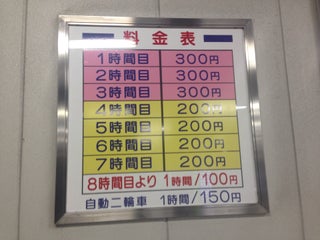 料金表
1時間目 300円
2時間目 300円
3時間目 300円
4時間目 200円
5時間目 200円
6時間目 200円
7時間目 200円
8時間目より 1時間/100円
自動二輪車 1時間/150円